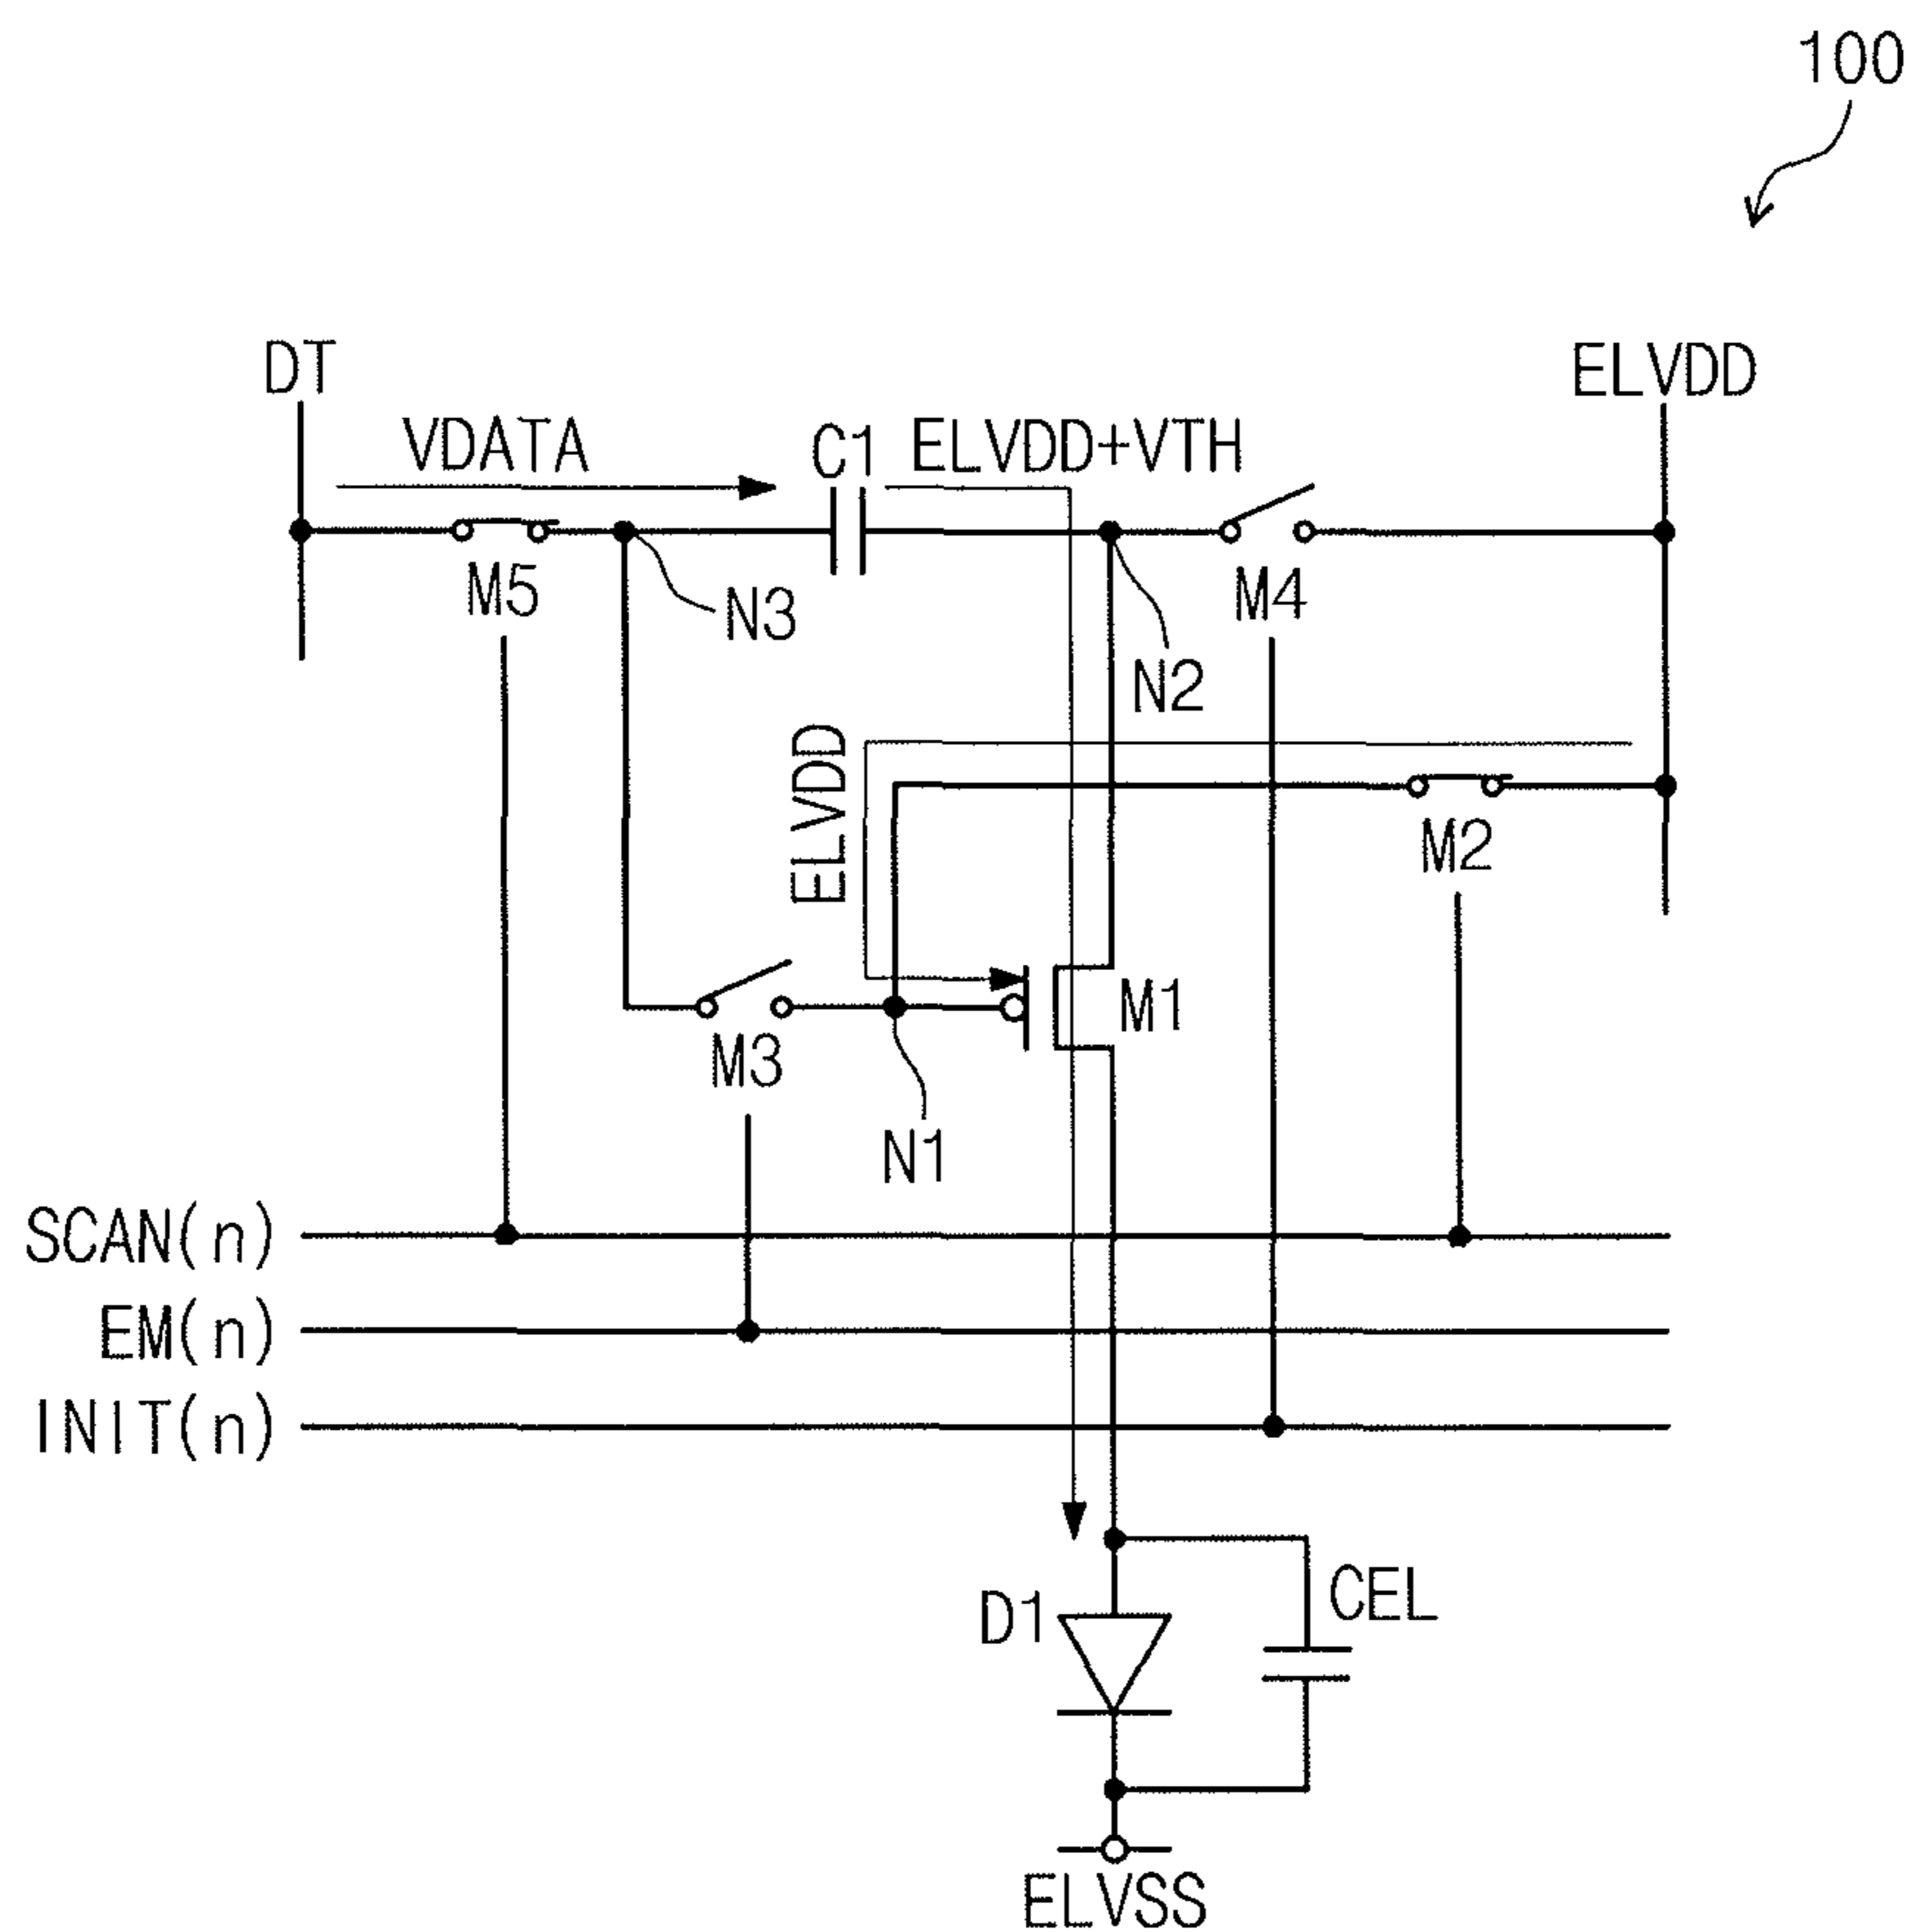 100
DT
ELVDD
VDATA
C1
ELVDD+VTH
M5
N3
M4
N2
ELVDD
M2
M3
M1
N1
SCAN(n)
EM(n)
INIT(n)
D1
CEL
ELVSS